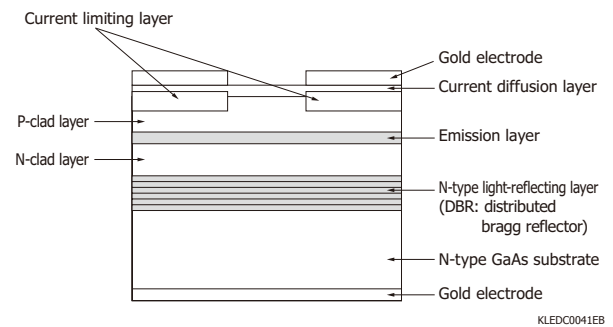 Current limiting layer
Gold electrode
Current diffusion layer
P-clad layer
Emission layer
N-clad layer
N-type light-reflecting layer
(DBR: distributed
bragg reflector)
N-type GaAs substrate
Gold electrode
KLEDC0041EB